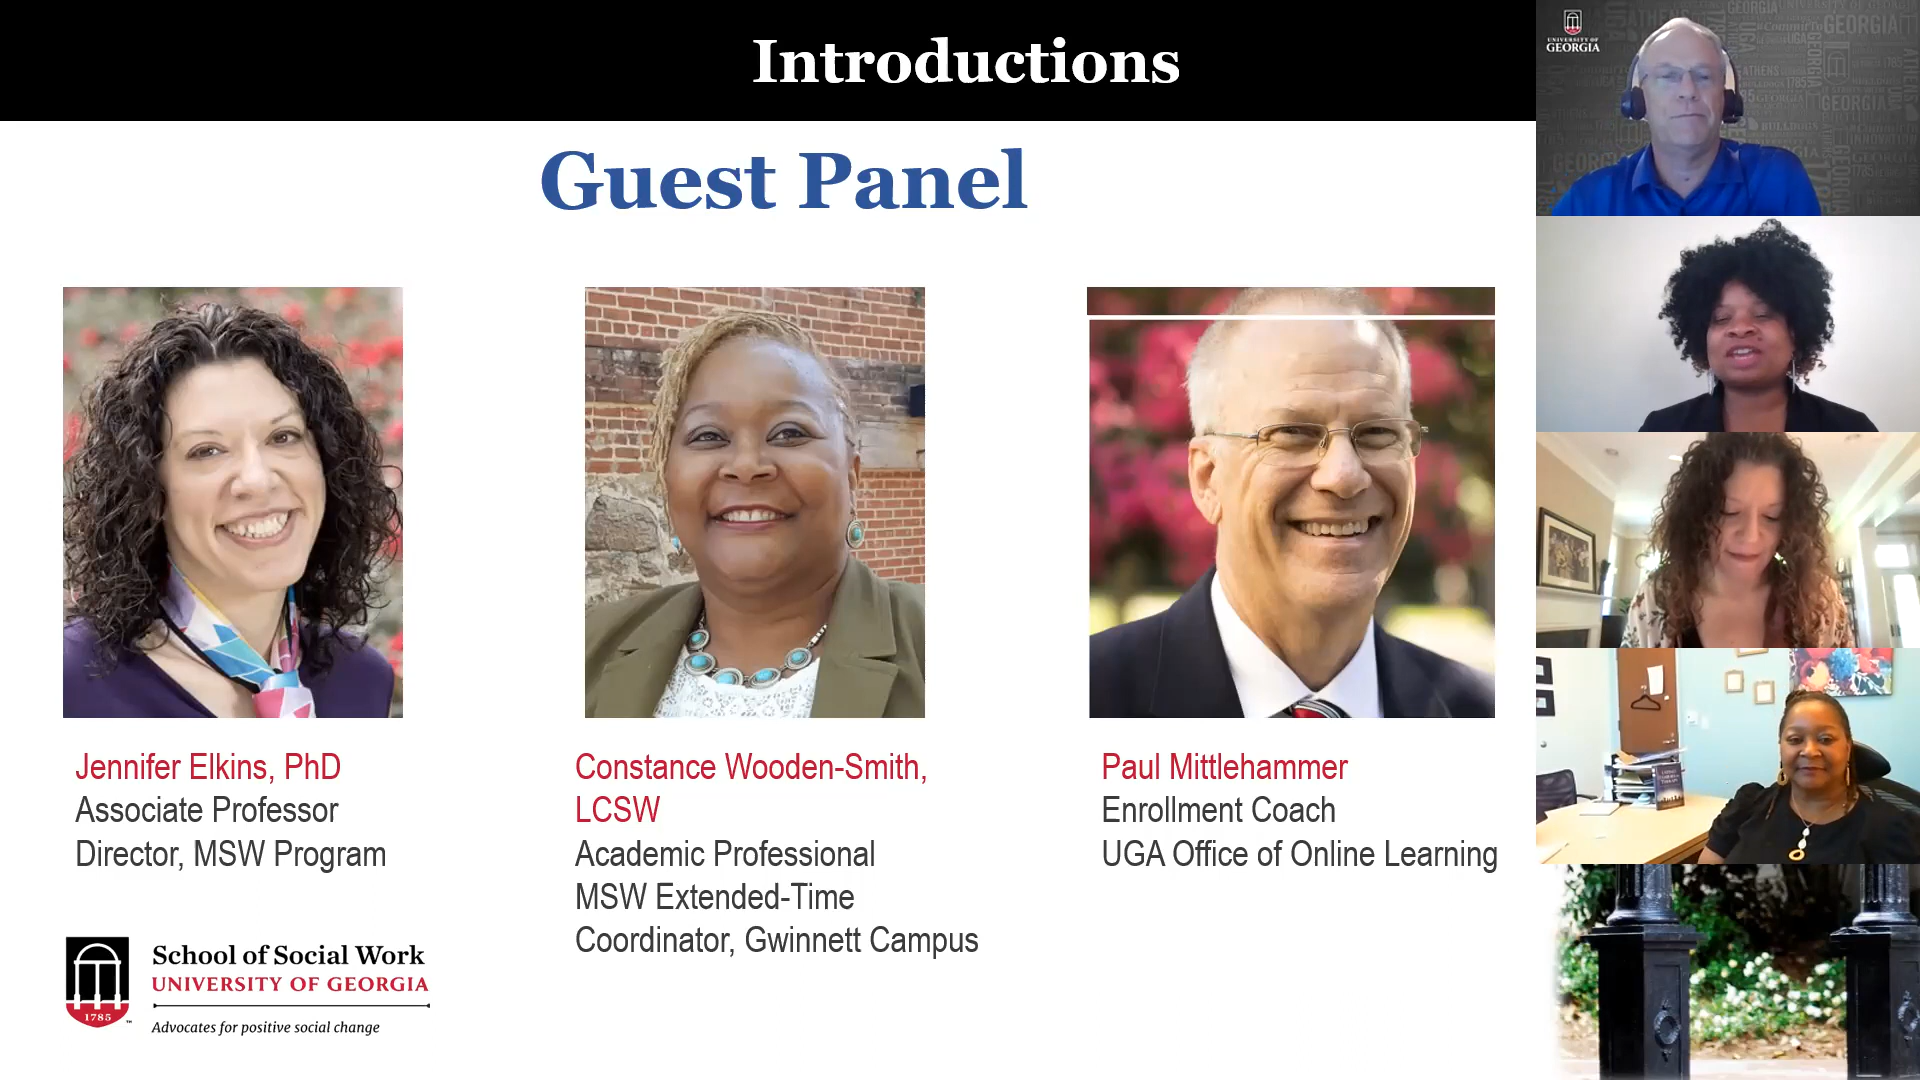 Introductions
Guest Panel
Jennifer Elkins, PhD
Associate Professor
Director, MSW Program
Constance Wooden-Smith,
LCSW
Academic Professional
MSW Extended-Time
Coordinator, Gwinnett Campus
Paul Mittlehammer
Enrollment Coach
UGA Office of Online Learning
1785
School of Social Work
UNIVERSITY OF GEORGIA
Advocates for positive social change
UNIVERSITY OF
GEORGIA